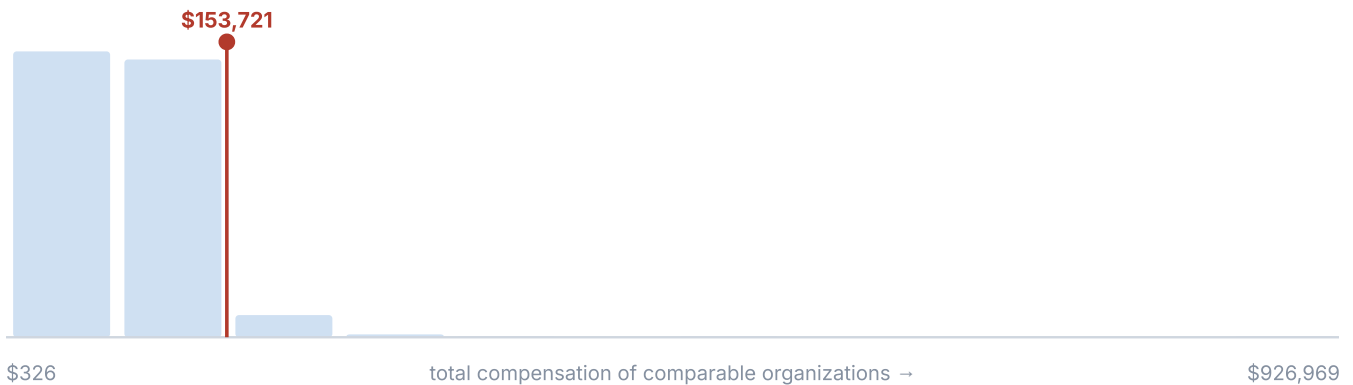 $153,721
$326 total compensation of comparable organizations → $926,969